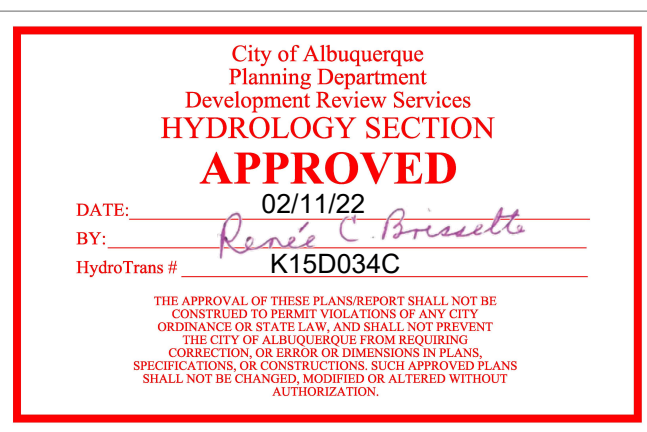 City of Albuquerque
Planning Department
Development Review Services
HYDROLOGY SECTION
APPROVED
DATE: 02/11/22
BY: Renée C. Brissette
HydroTrans # K15D034C
THE APPROVAL OF THESE PLANS/REPORT SHALL NOT BE
CONSTRUED TO PERMIT VIOLATIONS OF ANY CITY
ORDINANCE OR STATE LAW, AND SHALL NOT PREVENT
THE CITY OF ALBUQUERQUE FROM REQUIRING
CORRECTION, OR ERROR OR DIMENSIONS IN PLANS,
SPECIFICATIONS, OR CONSTRUCTIONS. SUCH APPROVED PLANS
SHALL NOT BE CHANGED, MODIFIED OR ALTERED WITHOUT
AUTHORIZATION.